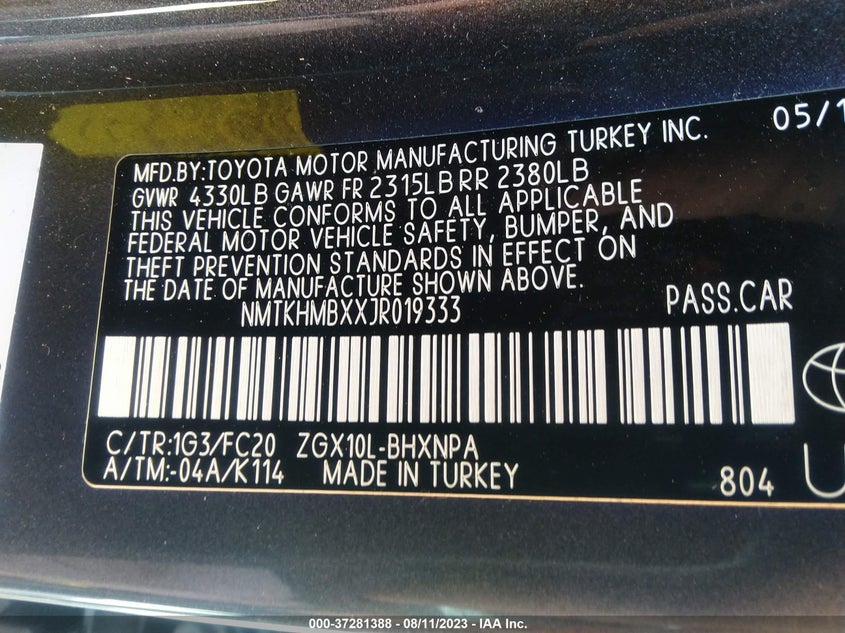 MFD.BY:TOYOTA MOTOR MANUFACTURING TURKEY INC. 05/1
GVWR 4330LB GAWR FR 2315LB RR 2380LB
THIS VEHICLE CONFORMS TO ALL APPLICABLE
FEDERAL MOTOR VEHICLE SAFETY, BUMPER, AND
THEFT PREVENTION STANDARDS IN EFFECT ON
THE DATE OF MANUFACTURE SHOWN ABOVE.
NMTKHMBXXJR019333 PASS.CAR
C/TR:1G3/FC20 ZGX10L-BHXNPA
A/TM:-04A/K114 MADE IN TURKEY 804
000-37281388 - 08/11/2023 - IAA Inc.